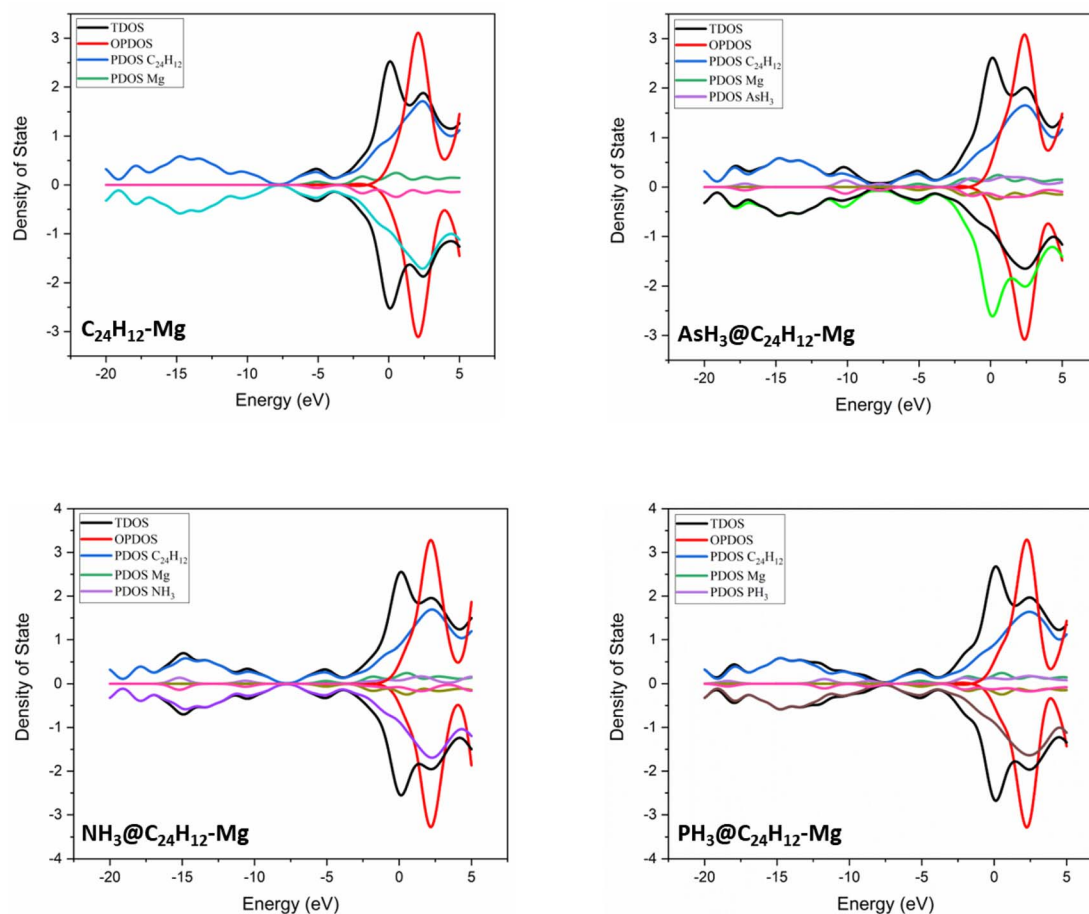 TDOS
OPDOS
PDOS C₂₄H₁₂
PDOS Mg
Density of State
3
2
1
0
-1
-2
-3
C₂₄H₁₂-Mg
-20 -15 -10 -5 0 5
Energy (eV)
TDOS
OPDOS
PDOS C₂₄H₁₂
PDOS Mg
PDOS AsH₃
Density of State
3
2
1
0
-1
-2
-3
AsH₃@C₂₄H₁₂-Mg
-20 -15 -10 -5 0 5
Energy (eV)
TDOS
OPDOS
PDOS C₂₄H₁₂
PDOS Mg
PDOS NH₃
Density of State
4
3
2
1
0
-1
-2
-3
-4
NH₃@C₂₄H₁₂-Mg
-20 -15 -10 -5 0 5
Energy (eV)
TDOS
OPDOS
PDOS C₂₄H₁₂
PDOS Mg
PDOS PH₃
Density of State
4
3
2
1
0
-1
-2
-3
-4
PH₃@C₂₄H₁₂-Mg
-20 -15 -10 -5 0 5
Energy (eV)